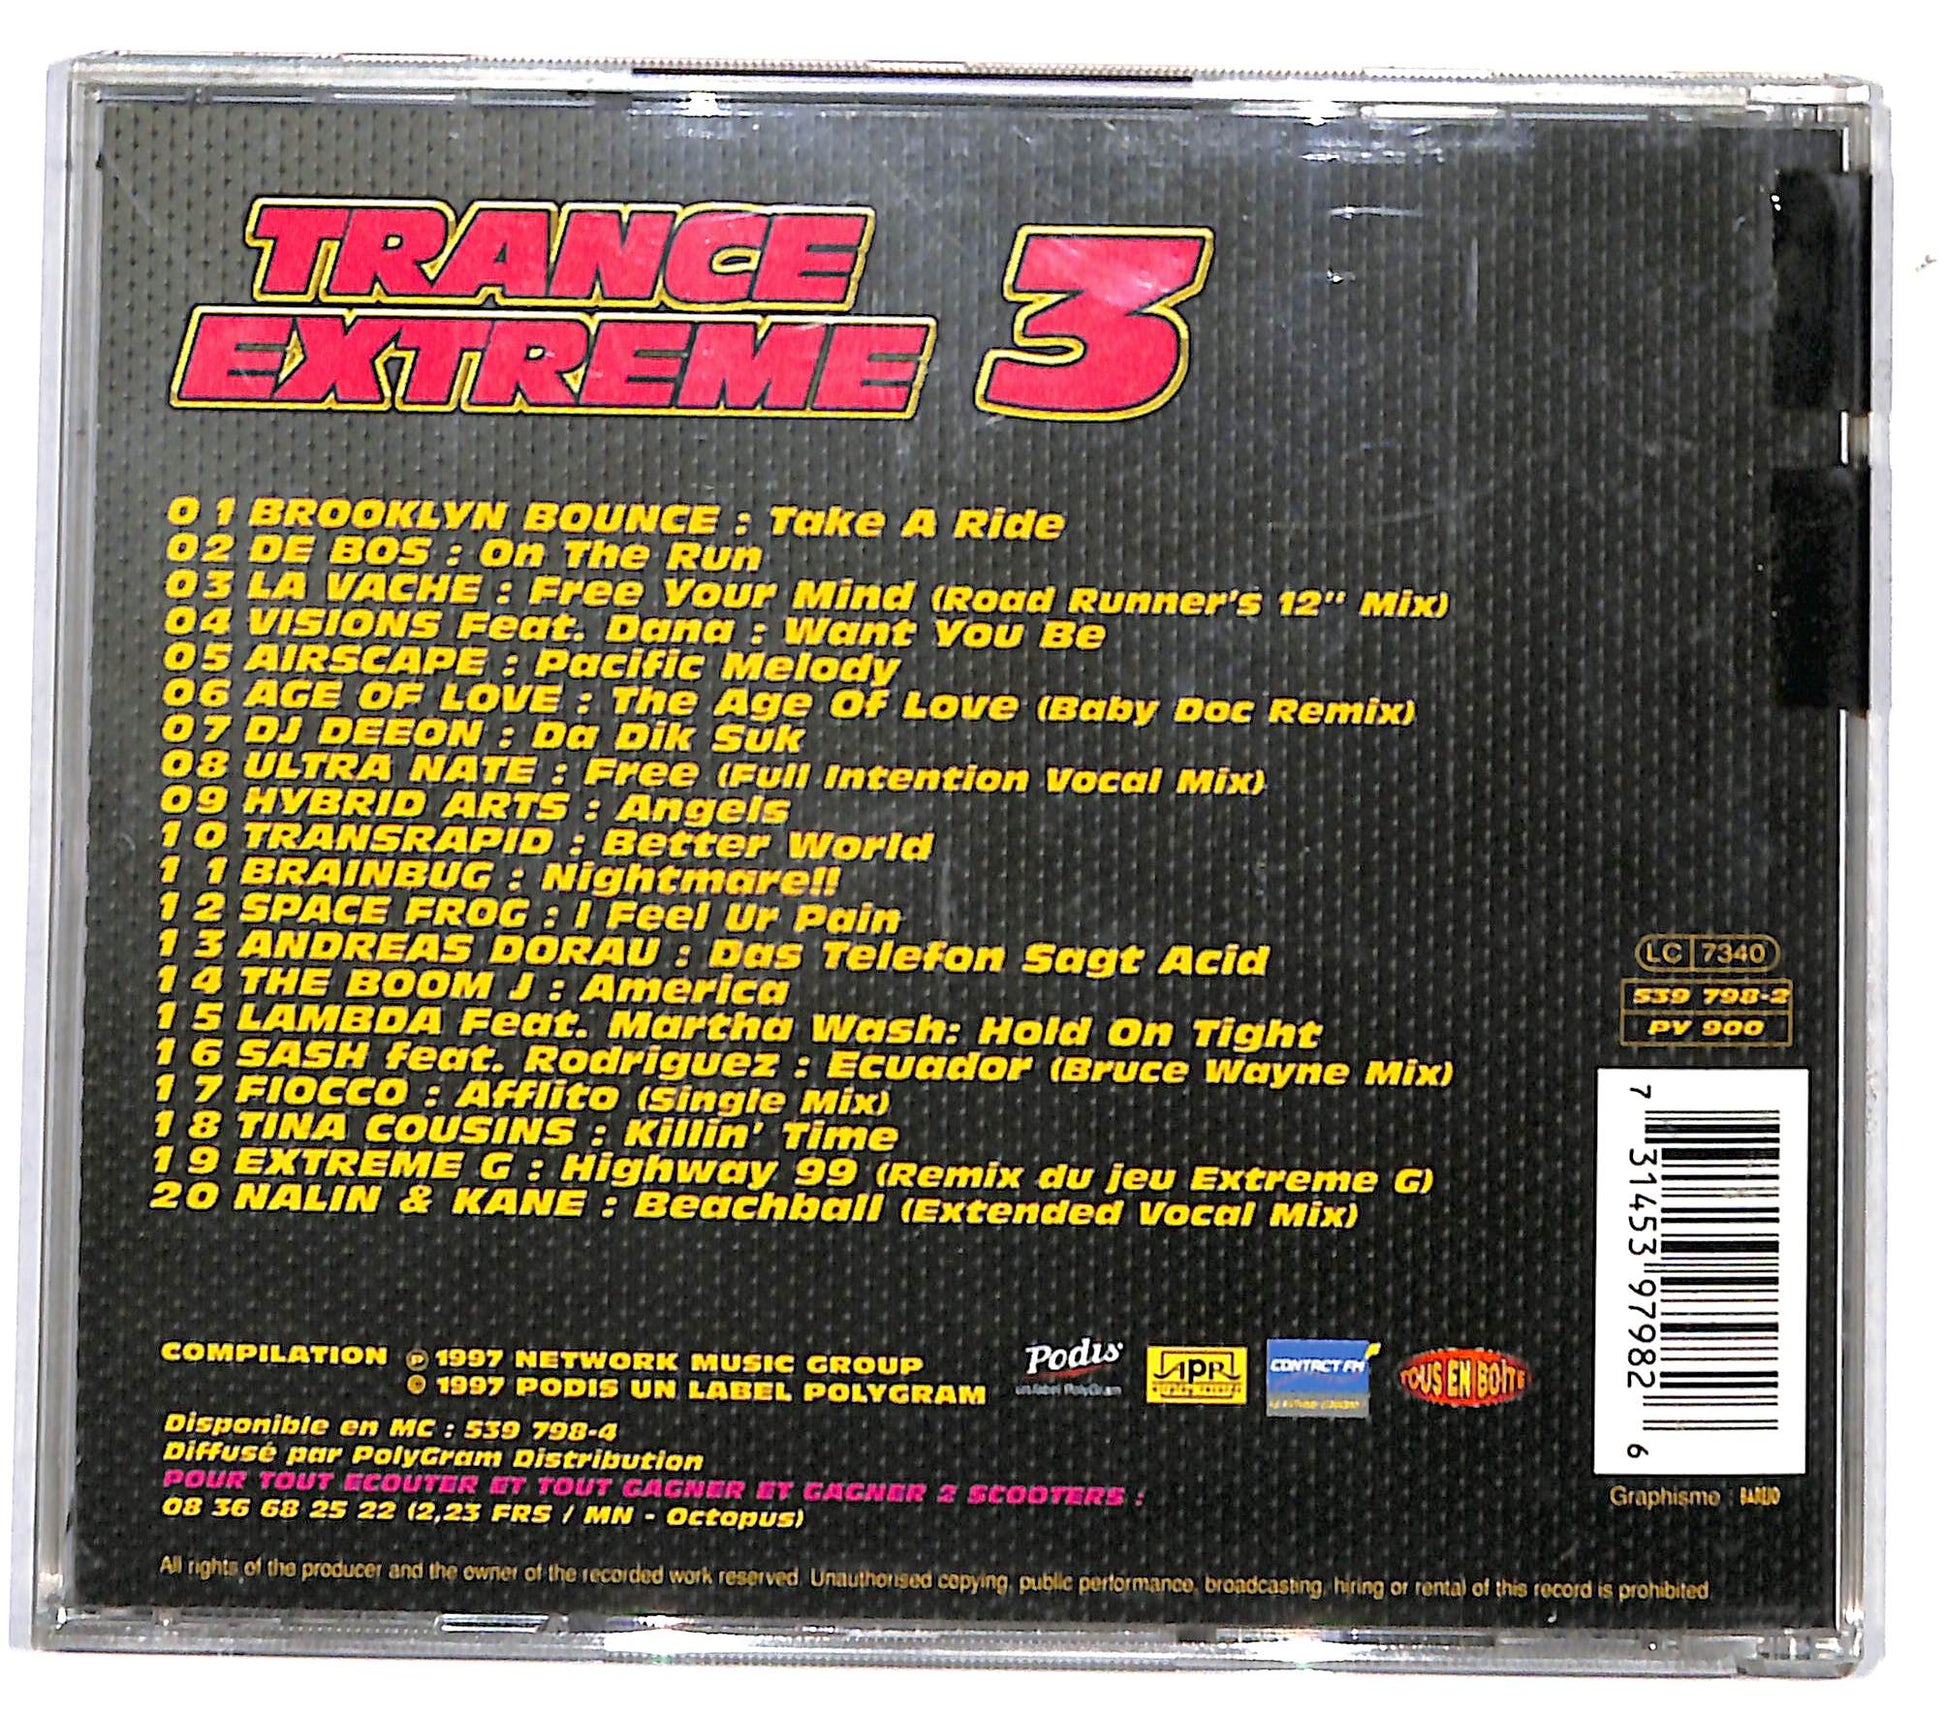 TRANCE
EXTREME 3
01 BROOKLYN BOUNCE : Take A Ride
02 DE BOS : On The Run
03 LA VACHE : Free Your Mind (Road Runner's 12" Mix)
04 VISIONS Feat. Dana : Want You Be
05 AIRSCAPE : Pacific Melody
06 AGE OF LOVE : The Age Of Love (Baby Doc Remix)
07 DJ DEEON : Da Dik Suk
08 ULTRA NATE : Free (Full Intention Vocal Mix)
09 HYBRID ARTS : Angels
10 TRANSRAPID : Better World
11 BRAINBUG : Nightmare!!
12 SPACE FROG : I Feel Ur Pain
13 ANDREAS DORAU : Das Telefon Sagt Acid
14 THE BOOM J : America
15 LAMBDA Feat. Martha Wash: Hold On Tight
16 SASH feat. Rodriguez : Ecuador (Bruce Wayne Mix)
17 FIOCCO : Afflito (Single Mix)
18 TINA COUSINS : Killin' Time
19 EXTREME G : Highway 99 (Remix du jeu Extreme G)
20 NALIN & KANE : Beachball (Extended Vocal Mix)
LC 7340
539 798-2
PY 900
7 31453 97982 6
Graphisme :
COMPILATION ℗ 1997 NETWORK MUSIC GROUP
© 1997 PODIS UN LABEL POLYGRAM
Podis
un label PolyGram
APR
CONTACT FM
TOUS EN BOÎTE
Disponible en MC : 539 798-4
Diffusé par PolyGram Distribution
POUR TOUT ECOUTER ET TOUT GAGNER ET GAGNER 2 SCOOTERS :
08 36 68 25 22 (2,23 FRS / MN - Octopus)
All rights of the producer and the owner of the recorded work reserved. Unauthorised copying, public performance, broadcasting, hiring or rental of this record is prohibited